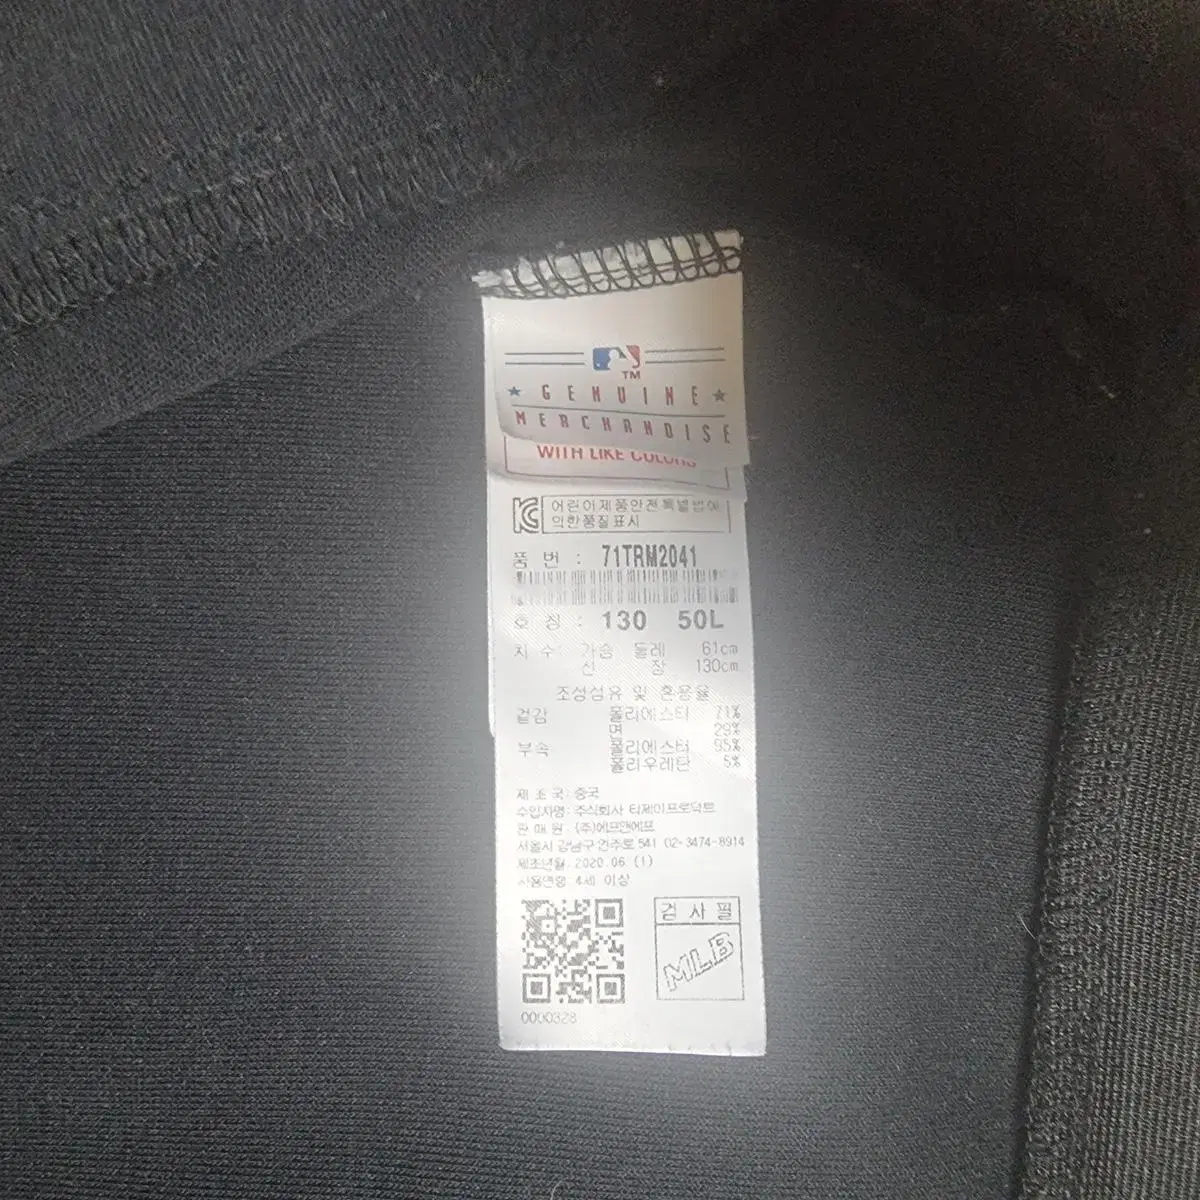 TM
GENUINE
MERCHANDISE
WITH LIKE COLORS
어린이제품안전특별법에
의한품질표시
품 번 : 71TRM2041
호 칭 : 130 50L
치 수: 가슴 둘레 61cm
신 장 130cm
조성섬유 및 혼용율
겉감 폴리에스터 71%
면 29%
부속 폴리에스터 95%
폴리우레탄 5%
제 조 국: 중국
수입자명: 주식회사 티제이프로덕트
판 매 원: (주)에프앤에프
서울시 강남구 언주로 541 02-3474-8914
제조년월: 2020.06 (1)
사용연령: 4세 이상
검사필
MLB
0000328